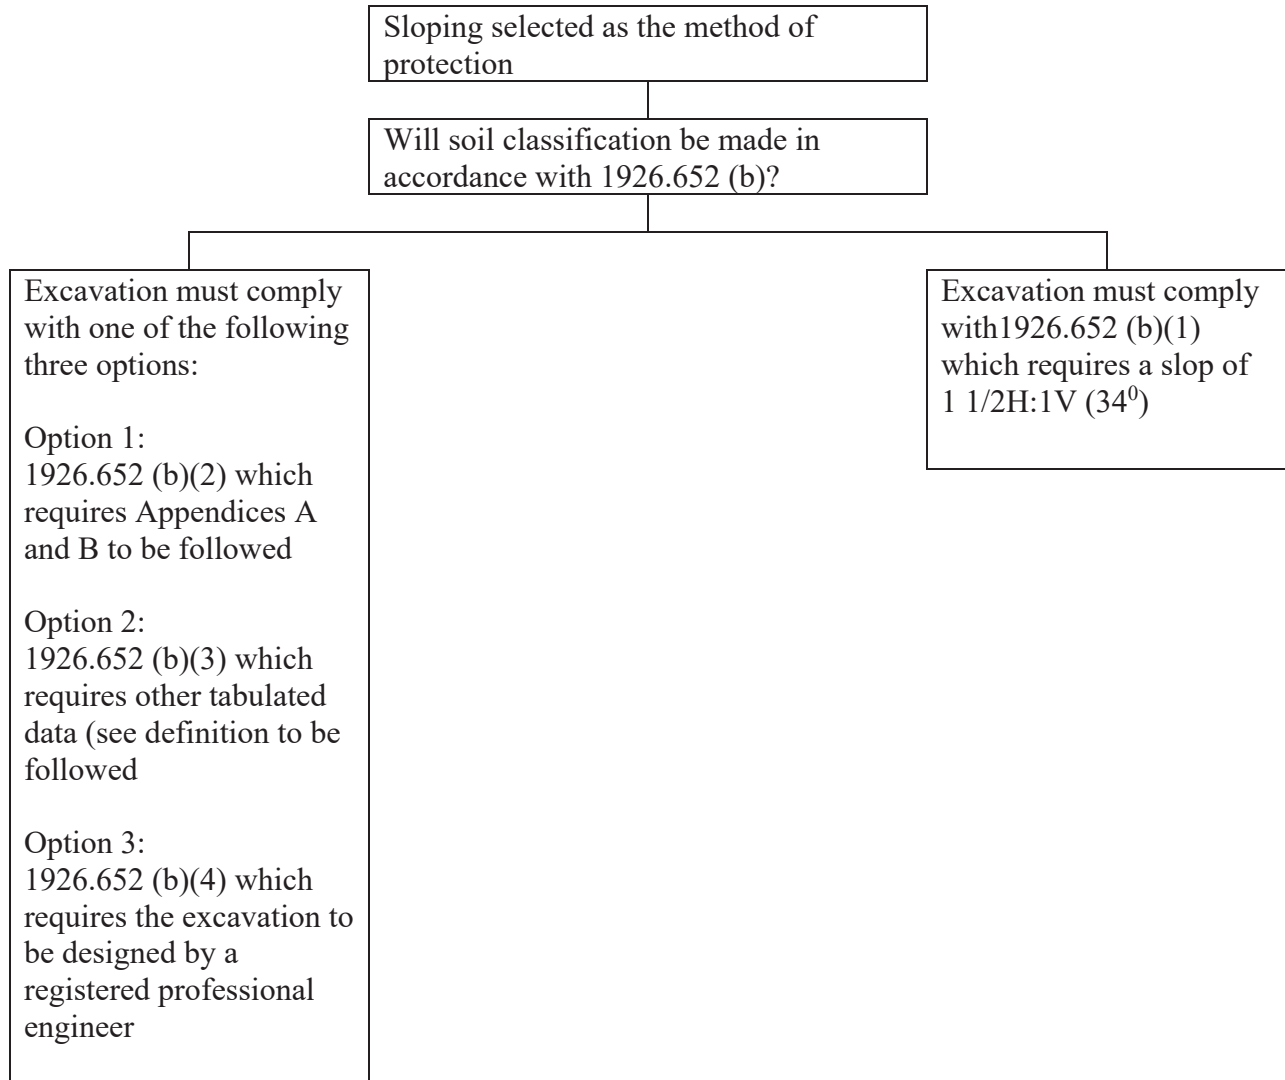 Sloping selected as the method of
protection
Will soil classification be made in
accordance with 1926.652 (b)?
Excavation must comply
with one of the following
three options:
Option 1:
1926.652 (b)(2) which
requires Appendices A
and B to be followed
Option 2:
1926.652 (b)(3) which
requires other tabulated
data (see definition to be
followed
Option 3:
1926.652 (b)(4) which
requires the excavation to
be designed by a
registered professional
engineer
Excavation must comply
with1926.652 (b)(1)
which requires a slop of
1 1/2H:1V (34⁰)